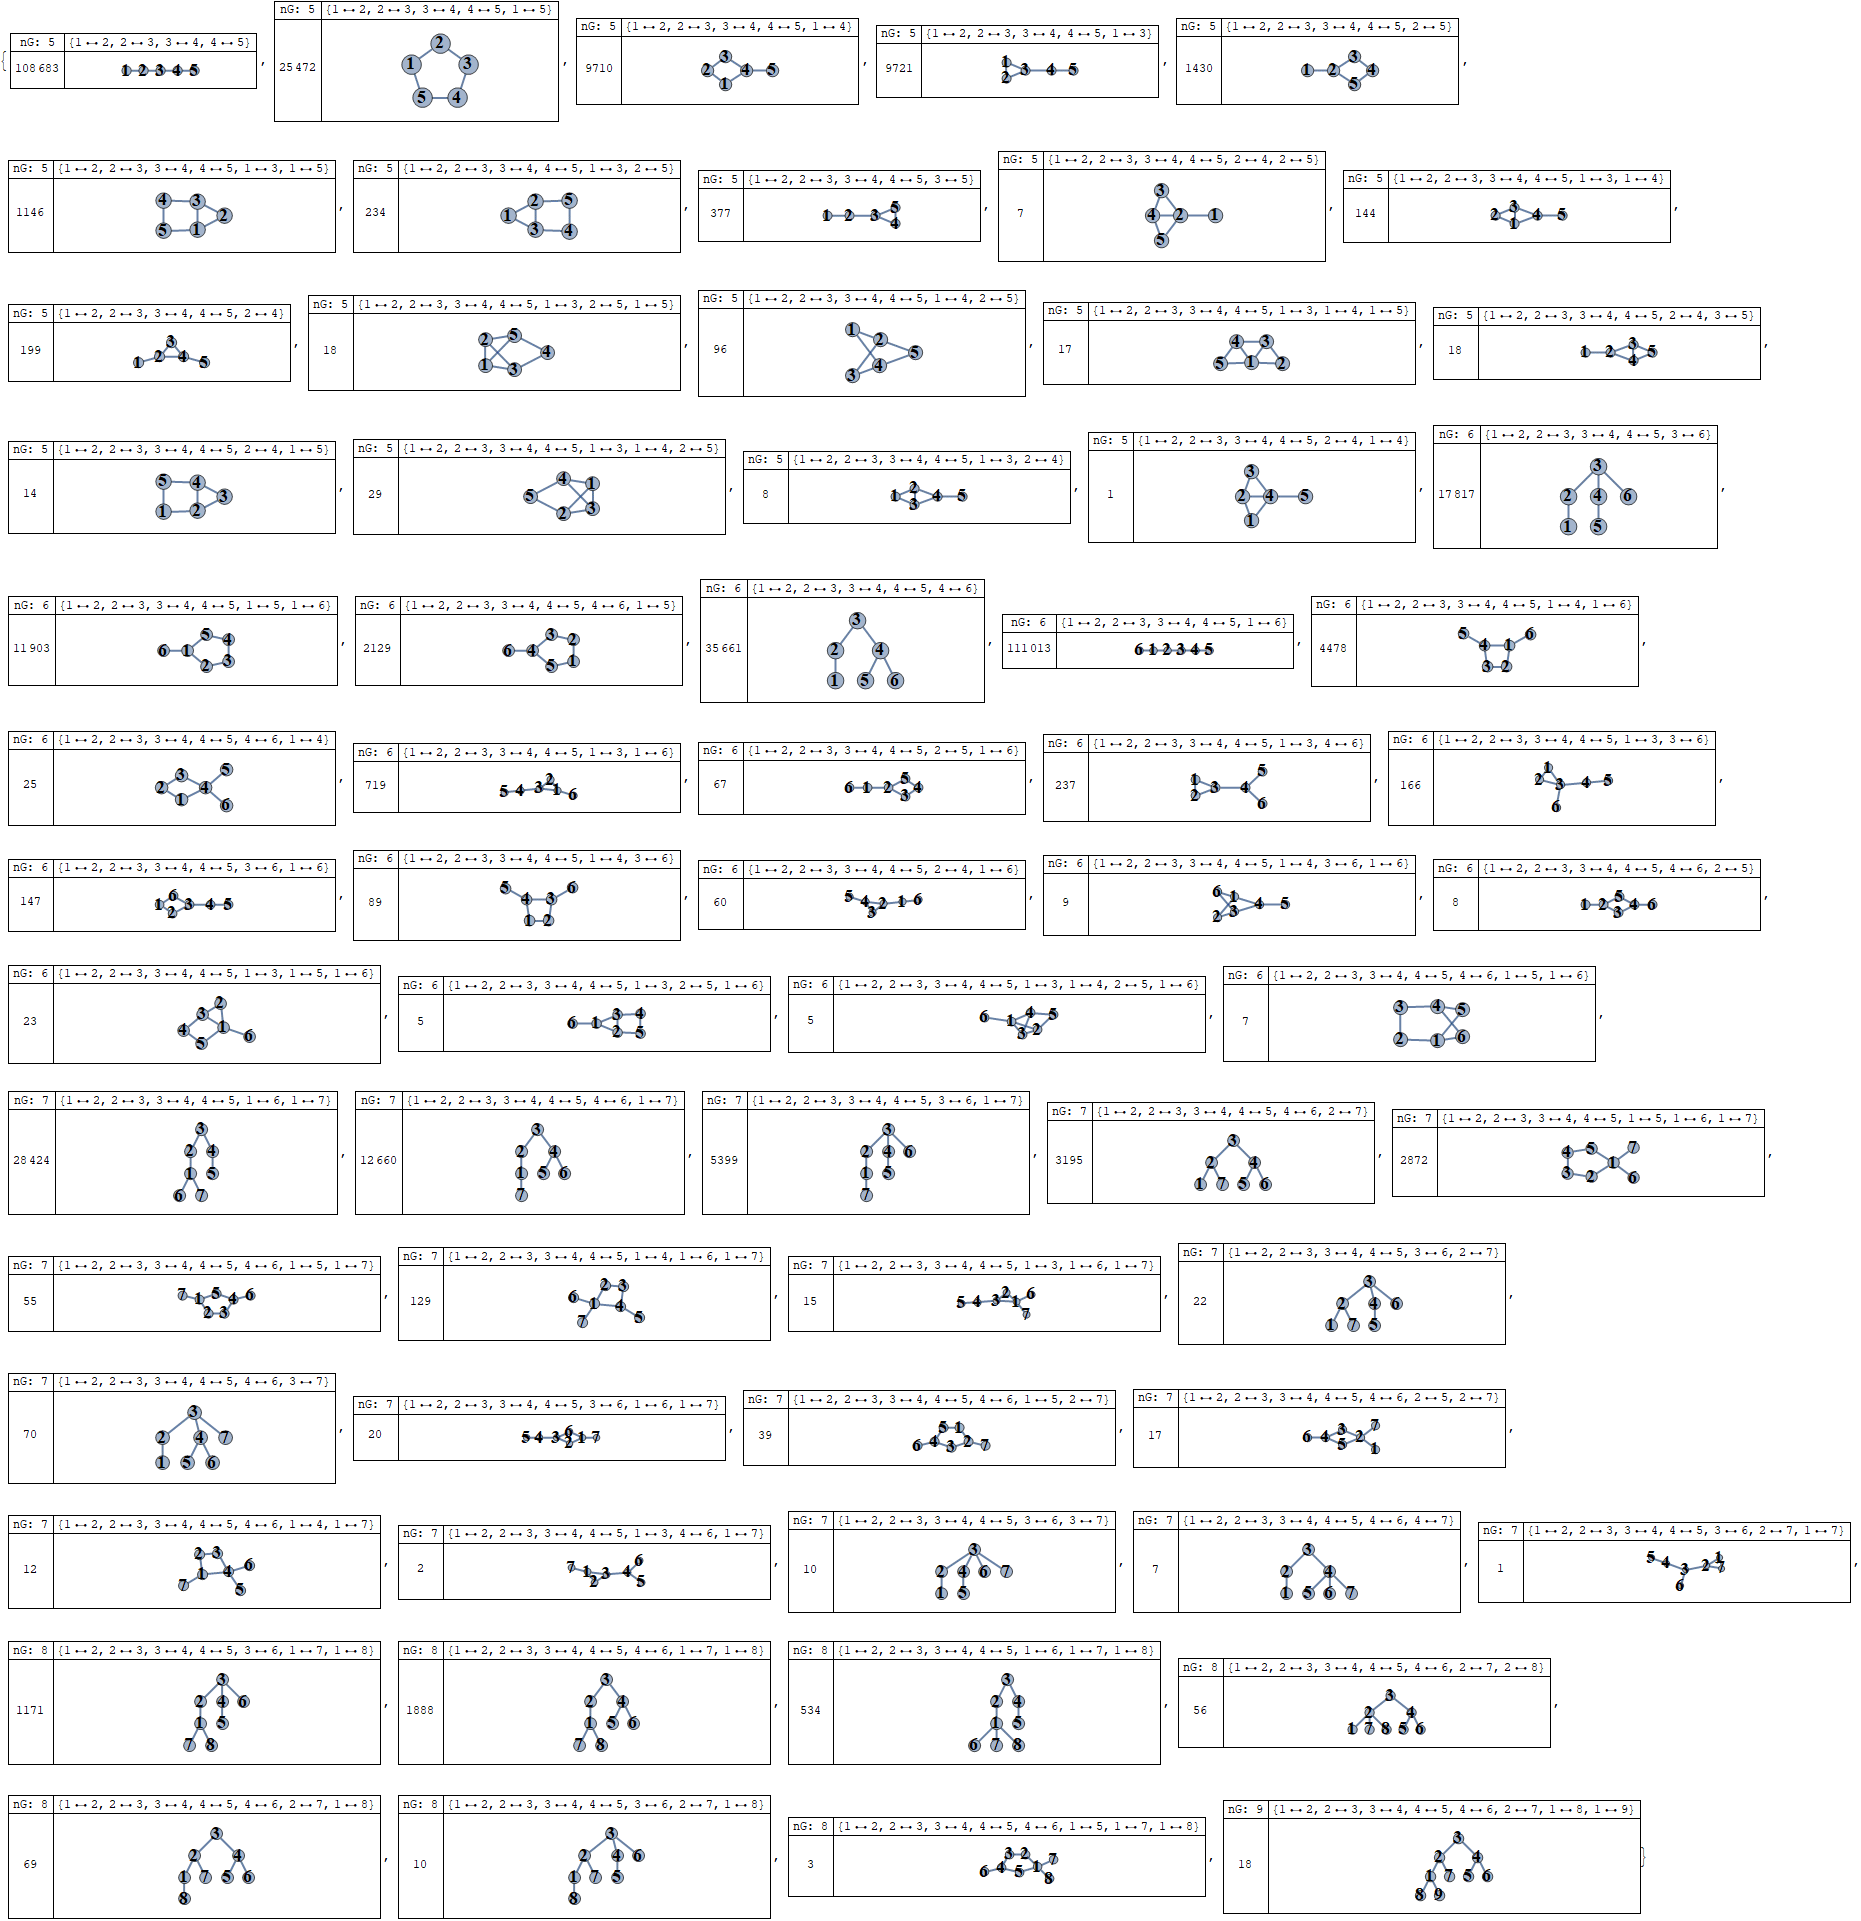 nG: 5 {1 ↔ 2, 2 ↔ 3, 3 ↔ 4, 4 ↔ 5}
108 683
1 2 3 4 5
nG: 5 {1 ↔ 2, 2 ↔ 3, 3 ↔ 4, 4 ↔ 5, 1 ↔ 5}
25 472
2 1 3 5 4
nG: 5 {1 ↔ 2, 2 ↔ 3, 3 ↔ 4, 4 ↔ 5, 1 ↔ 4}
9710
3 2 4 5 1
nG: 5 {1 ↔ 2, 2 ↔ 3, 3 ↔ 4, 4 ↔ 5, 1 ↔ 3}
9721
1 3 4 5 2
nG: 5 {1 ↔ 2, 2 ↔ 3, 3 ↔ 4, 4 ↔ 5, 2 ↔ 5}
1430
3 1 2 4 5
nG: 5 {1 ↔ 2, 2 ↔ 3, 3 ↔ 4, 4 ↔ 5, 1 ↔ 3, 1 ↔ 5}
1146
4 3 2 5 1
nG: 5 {1 ↔ 2, 2 ↔ 3, 3 ↔ 4, 4 ↔ 5, 1 ↔ 3, 2 ↔ 5}
234
2 5 1 3 4
nG: 5 {1 ↔ 2, 2 ↔ 3, 3 ↔ 4, 4 ↔ 5, 3 ↔ 5}
377
5 1 2 3 4
nG: 5 {1 ↔ 2, 2 ↔ 3, 3 ↔ 4, 4 ↔ 5, 2 ↔ 4, 2 ↔ 5}
7
3 4 2 1 5
nG: 5 {1 ↔ 2, 2 ↔ 3, 3 ↔ 4, 4 ↔ 5, 1 ↔ 3, 1 ↔ 4}
144
3 2 4 5 1
nG: 5 {1 ↔ 2, 2 ↔ 3, 3 ↔ 4, 4 ↔ 5, 2 ↔ 4}
199
3 2 4 1 5
nG: 5 {1 ↔ 2, 2 ↔ 3, 3 ↔ 4, 4 ↔ 5, 1 ↔ 3, 2 ↔ 5, 1 ↔ 5}
18
2 5 4 1 3
nG: 5 {1 ↔ 2, 2 ↔ 3, 3 ↔ 4, 4 ↔ 5, 1 ↔ 4, 2 ↔ 5}
96
1 2 5 4 3
nG: 5 {1 ↔ 2, 2 ↔ 3, 3 ↔ 4, 4 ↔ 5, 1 ↔ 3, 1 ↔ 4, 1 ↔ 5}
17
4 3 5 1 2
nG: 5 {1 ↔ 2, 2 ↔ 3, 3 ↔ 4, 4 ↔ 5, 2 ↔ 4, 3 ↔ 5}
18
3 1 2 5 4
nG: 5 {1 ↔ 2, 2 ↔ 3, 3 ↔ 4, 4 ↔ 5, 2 ↔ 4, 1 ↔ 5}
14
5 4 3 1 2
nG: 5 {1 ↔ 2, 2 ↔ 3, 3 ↔ 4, 4 ↔ 5, 1 ↔ 3, 1 ↔ 4, 2 ↔ 5}
29
4 1 5 2 3
nG: 5 {1 ↔ 2, 2 ↔ 3, 3 ↔ 4, 4 ↔ 5, 1 ↔ 3, 2 ↔ 4}
8
2 1 4 5 3
nG: 5 {1 ↔ 2, 2 ↔ 3, 3 ↔ 4, 4 ↔ 5, 2 ↔ 4, 1 ↔ 4}
1
3 2 4 5 1
nG: 6 {1 ↔ 2, 2 ↔ 3, 3 ↔ 4, 4 ↔ 5, 3 ↔ 6}
17 817
3 2 4 6 1 5
nG: 6 {1 ↔ 2, 2 ↔ 3, 3 ↔ 4, 4 ↔ 5, 1 ↔ 5, 1 ↔ 6}
11 903
5 4 6 1 2 3
nG: 6 {1 ↔ 2, 2 ↔ 3, 3 ↔ 4, 4 ↔ 5, 4 ↔ 6, 1 ↔ 5}
2129
3 2 6 4 5 1
nG: 6 {1 ↔ 2, 2 ↔ 3, 3 ↔ 4, 4 ↔ 5, 4 ↔ 6}
35 661
3 2 4 1 5 6
nG: 6 {1 ↔ 2, 2 ↔ 3, 3 ↔ 4, 4 ↔ 5, 1 ↔ 6}
111 013
6 1 2 3 4 5
nG: 6 {1 ↔ 2, 2 ↔ 3, 3 ↔ 4, 4 ↔ 5, 1 ↔ 4, 1 ↔ 6}
4478
5 6 4 1 3 2
nG: 6 {1 ↔ 2, 2 ↔ 3, 3 ↔ 4, 4 ↔ 5, 4 ↔ 6, 1 ↔ 4}
25
3 5 2 4 1 6
nG: 6 {1 ↔ 2, 2 ↔ 3, 3 ↔ 4, 4 ↔ 5, 1 ↔ 3, 1 ↔ 6}
719
2 5 4 3 1 6
nG: 6 {1 ↔ 2, 2 ↔ 3, 3 ↔ 4, 4 ↔ 5, 2 ↔ 5, 1 ↔ 6}
67
5 6 1 2 4 3
nG: 6 {1 ↔ 2, 2 ↔ 3, 3 ↔ 4, 4 ↔ 5, 1 ↔ 3, 4 ↔ 6}
237
1 5 3 4 2 6
nG: 6 {1 ↔ 2, 2 ↔ 3, 3 ↔ 4, 4 ↔ 5, 1 ↔ 3, 3 ↔ 6}
166
1 2 3 4 5 6
nG: 6 {1 ↔ 2, 2 ↔ 3, 3 ↔ 4, 4 ↔ 5, 3 ↔ 6, 1 ↔ 6}
147
6 1 3 4 5 2
nG: 6 {1 ↔ 2, 2 ↔ 3, 3 ↔ 4, 4 ↔ 5, 1 ↔ 4, 3 ↔ 6}
89
5 6 4 3 1 2
nG: 6 {1 ↔ 2, 2 ↔ 3, 3 ↔ 4, 4 ↔ 5, 2 ↔ 4, 1 ↔ 6}
60
5 4 2 1 6 3
nG: 6 {1 ↔ 2, 2 ↔ 3, 3 ↔ 4, 4 ↔ 5, 1 ↔ 4, 3 ↔ 6, 1 ↔ 6}
9
6 1 4 5 2 3
nG: 6 {1 ↔ 2, 2 ↔ 3, 3 ↔ 4, 4 ↔ 5, 4 ↔ 6, 2 ↔ 5}
8
5 1 2 4 6 3
nG: 6 {1 ↔ 2, 2 ↔ 3, 3 ↔ 4, 4 ↔ 5, 1 ↔ 3, 1 ↔ 5, 1 ↔ 6}
23
2 3 4 1 6 5
nG: 6 {1 ↔ 2, 2 ↔ 3, 3 ↔ 4, 4 ↔ 5, 1 ↔ 3, 2 ↔ 5, 1 ↔ 6}
5
3 4 6 1 2 5
nG: 6 {1 ↔ 2, 2 ↔ 3, 3 ↔ 4, 4 ↔ 5, 1 ↔ 3, 1 ↔ 4, 2 ↔ 5, 1 ↔ 6}
5
6 1 4 5 3 2
nG: 6 {1 ↔ 2, 2 ↔ 3, 3 ↔ 4, 4 ↔ 5, 4 ↔ 6, 1 ↔ 5, 1 ↔ 6}
7
3 4 5 2 1 6
nG: 7 {1 ↔ 2, 2 ↔ 3, 3 ↔ 4, 4 ↔ 5, 1 ↔ 6, 1 ↔ 7}
28 424
3 2 4 1 5 6 7
nG: 7 {1 ↔ 2, 2 ↔ 3, 3 ↔ 4, 4 ↔ 5, 4 ↔ 6, 1 ↔ 7}
12 660
3 2 4 1 5 6 7
nG: 7 {1 ↔ 2, 2 ↔ 3, 3 ↔ 4, 4 ↔ 5, 3 ↔ 6, 1 ↔ 7}
5399
3 2 4 6 1 5 7
nG: 7 {1 ↔ 2, 2 ↔ 3, 3 ↔ 4, 4 ↔ 5, 4 ↔ 6, 2 ↔ 7}
3195
3 2 4 1 7 5 6
nG: 7 {1 ↔ 2, 2 ↔ 3, 3 ↔ 4, 4 ↔ 5, 1 ↔ 5, 1 ↔ 6, 1 ↔ 7}
2872
4 5 7 1 3 2 6
nG: 7 {1 ↔ 2, 2 ↔ 3, 3 ↔ 4, 4 ↔ 5, 4 ↔ 6, 1 ↔ 5, 1 ↔ 7}
55
7 1 5 4 6 2 3
nG: 7 {1 ↔ 2, 2 ↔ 3, 3 ↔ 4, 4 ↔ 5, 1 ↔ 4, 1 ↔ 6, 1 ↔ 7}
129
2 3 6 1 4 7 5
nG: 7 {1 ↔ 2, 2 ↔ 3, 3 ↔ 4, 4 ↔ 5, 1 ↔ 3, 1 ↔ 6, 1 ↔ 7}
15
2 6 5 4 3 1 7
nG: 7 {1 ↔ 2, 2 ↔ 3, 3 ↔ 4, 4 ↔ 5, 3 ↔ 6, 2 ↔ 7}
22
3 2 4 6 1 7 5
nG: 7 {1 ↔ 2, 2 ↔ 3, 3 ↔ 4, 4 ↔ 5, 4 ↔ 6, 3 ↔ 7}
70
3 2 4 7 1 5 6
nG: 7 {1 ↔ 2, 2 ↔ 3, 3 ↔ 4, 4 ↔ 5, 3 ↔ 6, 1 ↔ 6, 1 ↔ 7}
20
6 5 4 3 1 7 2
nG: 7 {1 ↔ 2, 2 ↔ 3, 3 ↔ 4, 4 ↔ 5, 4 ↔ 6, 1 ↔ 5, 2 ↔ 7}
39
5 1 6 4 3 2 7
nG: 7 {1 ↔ 2, 2 ↔ 3, 3 ↔ 4, 4 ↔ 5, 4 ↔ 6, 2 ↔ 5, 2 ↔ 7}
17
3 7 6 4 2 5 1
nG: 7 {1 ↔ 2, 2 ↔ 3, 3 ↔ 4, 4 ↔ 5, 4 ↔ 6, 1 ↔ 4, 1 ↔ 7}
12
2 3 6 1 4 7 5
nG: 7 {1 ↔ 2, 2 ↔ 3, 3 ↔ 4, 4 ↔ 5, 1 ↔ 3, 4 ↔ 6, 1 ↔ 7}
2
6 7 1 3 4 2 5
nG: 7 {1 ↔ 2, 2 ↔ 3, 3 ↔ 4, 4 ↔ 5, 3 ↔ 6, 3 ↔ 7}
10
3 2 4 6 7 1 5
nG: 7 {1 ↔ 2, 2 ↔ 3, 3 ↔ 4, 4 ↔ 5, 4 ↔ 6, 4 ↔ 7}
7
3 2 4 1 5 6 7
nG: 7 {1 ↔ 2, 2 ↔ 3, 3 ↔ 4, 4 ↔ 5, 3 ↔ 6, 2 ↔ 7, 1 ↔ 7}
1
5 4 1 3 2 7 6
nG: 8 {1 ↔ 2, 2 ↔ 3, 3 ↔ 4, 4 ↔ 5, 3 ↔ 6, 1 ↔ 7, 1 ↔ 8}
1171
3 2 4 6 1 5 7 8
nG: 8 {1 ↔ 2, 2 ↔ 3, 3 ↔ 4, 4 ↔ 5, 4 ↔ 6, 1 ↔ 7, 1 ↔ 8}
1888
3 2 4 1 5 6 7 8
nG: 8 {1 ↔ 2, 2 ↔ 3, 3 ↔ 4, 4 ↔ 5, 1 ↔ 6, 1 ↔ 7, 1 ↔ 8}
534
3 2 4 1 5 6 7 8
nG: 8 {1 ↔ 2, 2 ↔ 3, 3 ↔ 4, 4 ↔ 5, 4 ↔ 6, 2 ↔ 7, 2 ↔ 8}
56
3 2 4 1 7 8 5 6
nG: 8 {1 ↔ 2, 2 ↔ 3, 3 ↔ 4, 4 ↔ 5, 4 ↔ 6, 2 ↔ 7, 1 ↔ 8}
69
3 2 4 1 7 5 6 8
nG: 8 {1 ↔ 2, 2 ↔ 3, 3 ↔ 4, 4 ↔ 5, 3 ↔ 6, 2 ↔ 7, 1 ↔ 8}
10
3 2 4 6 1 7 5 8
nG: 8 {1 ↔ 2, 2 ↔ 3, 3 ↔ 4, 4 ↔ 5, 4 ↔ 6, 1 ↔ 5, 1 ↔ 7, 1 ↔ 8}
3
3 2 7 6 4 5 1 8
nG: 9 {1 ↔ 2, 2 ↔ 3, 3 ↔ 4, 4 ↔ 5, 4 ↔ 6, 2 ↔ 7, 1 ↔ 8, 1 ↔ 9}
18
3 2 4 1 7 5 6 8 9